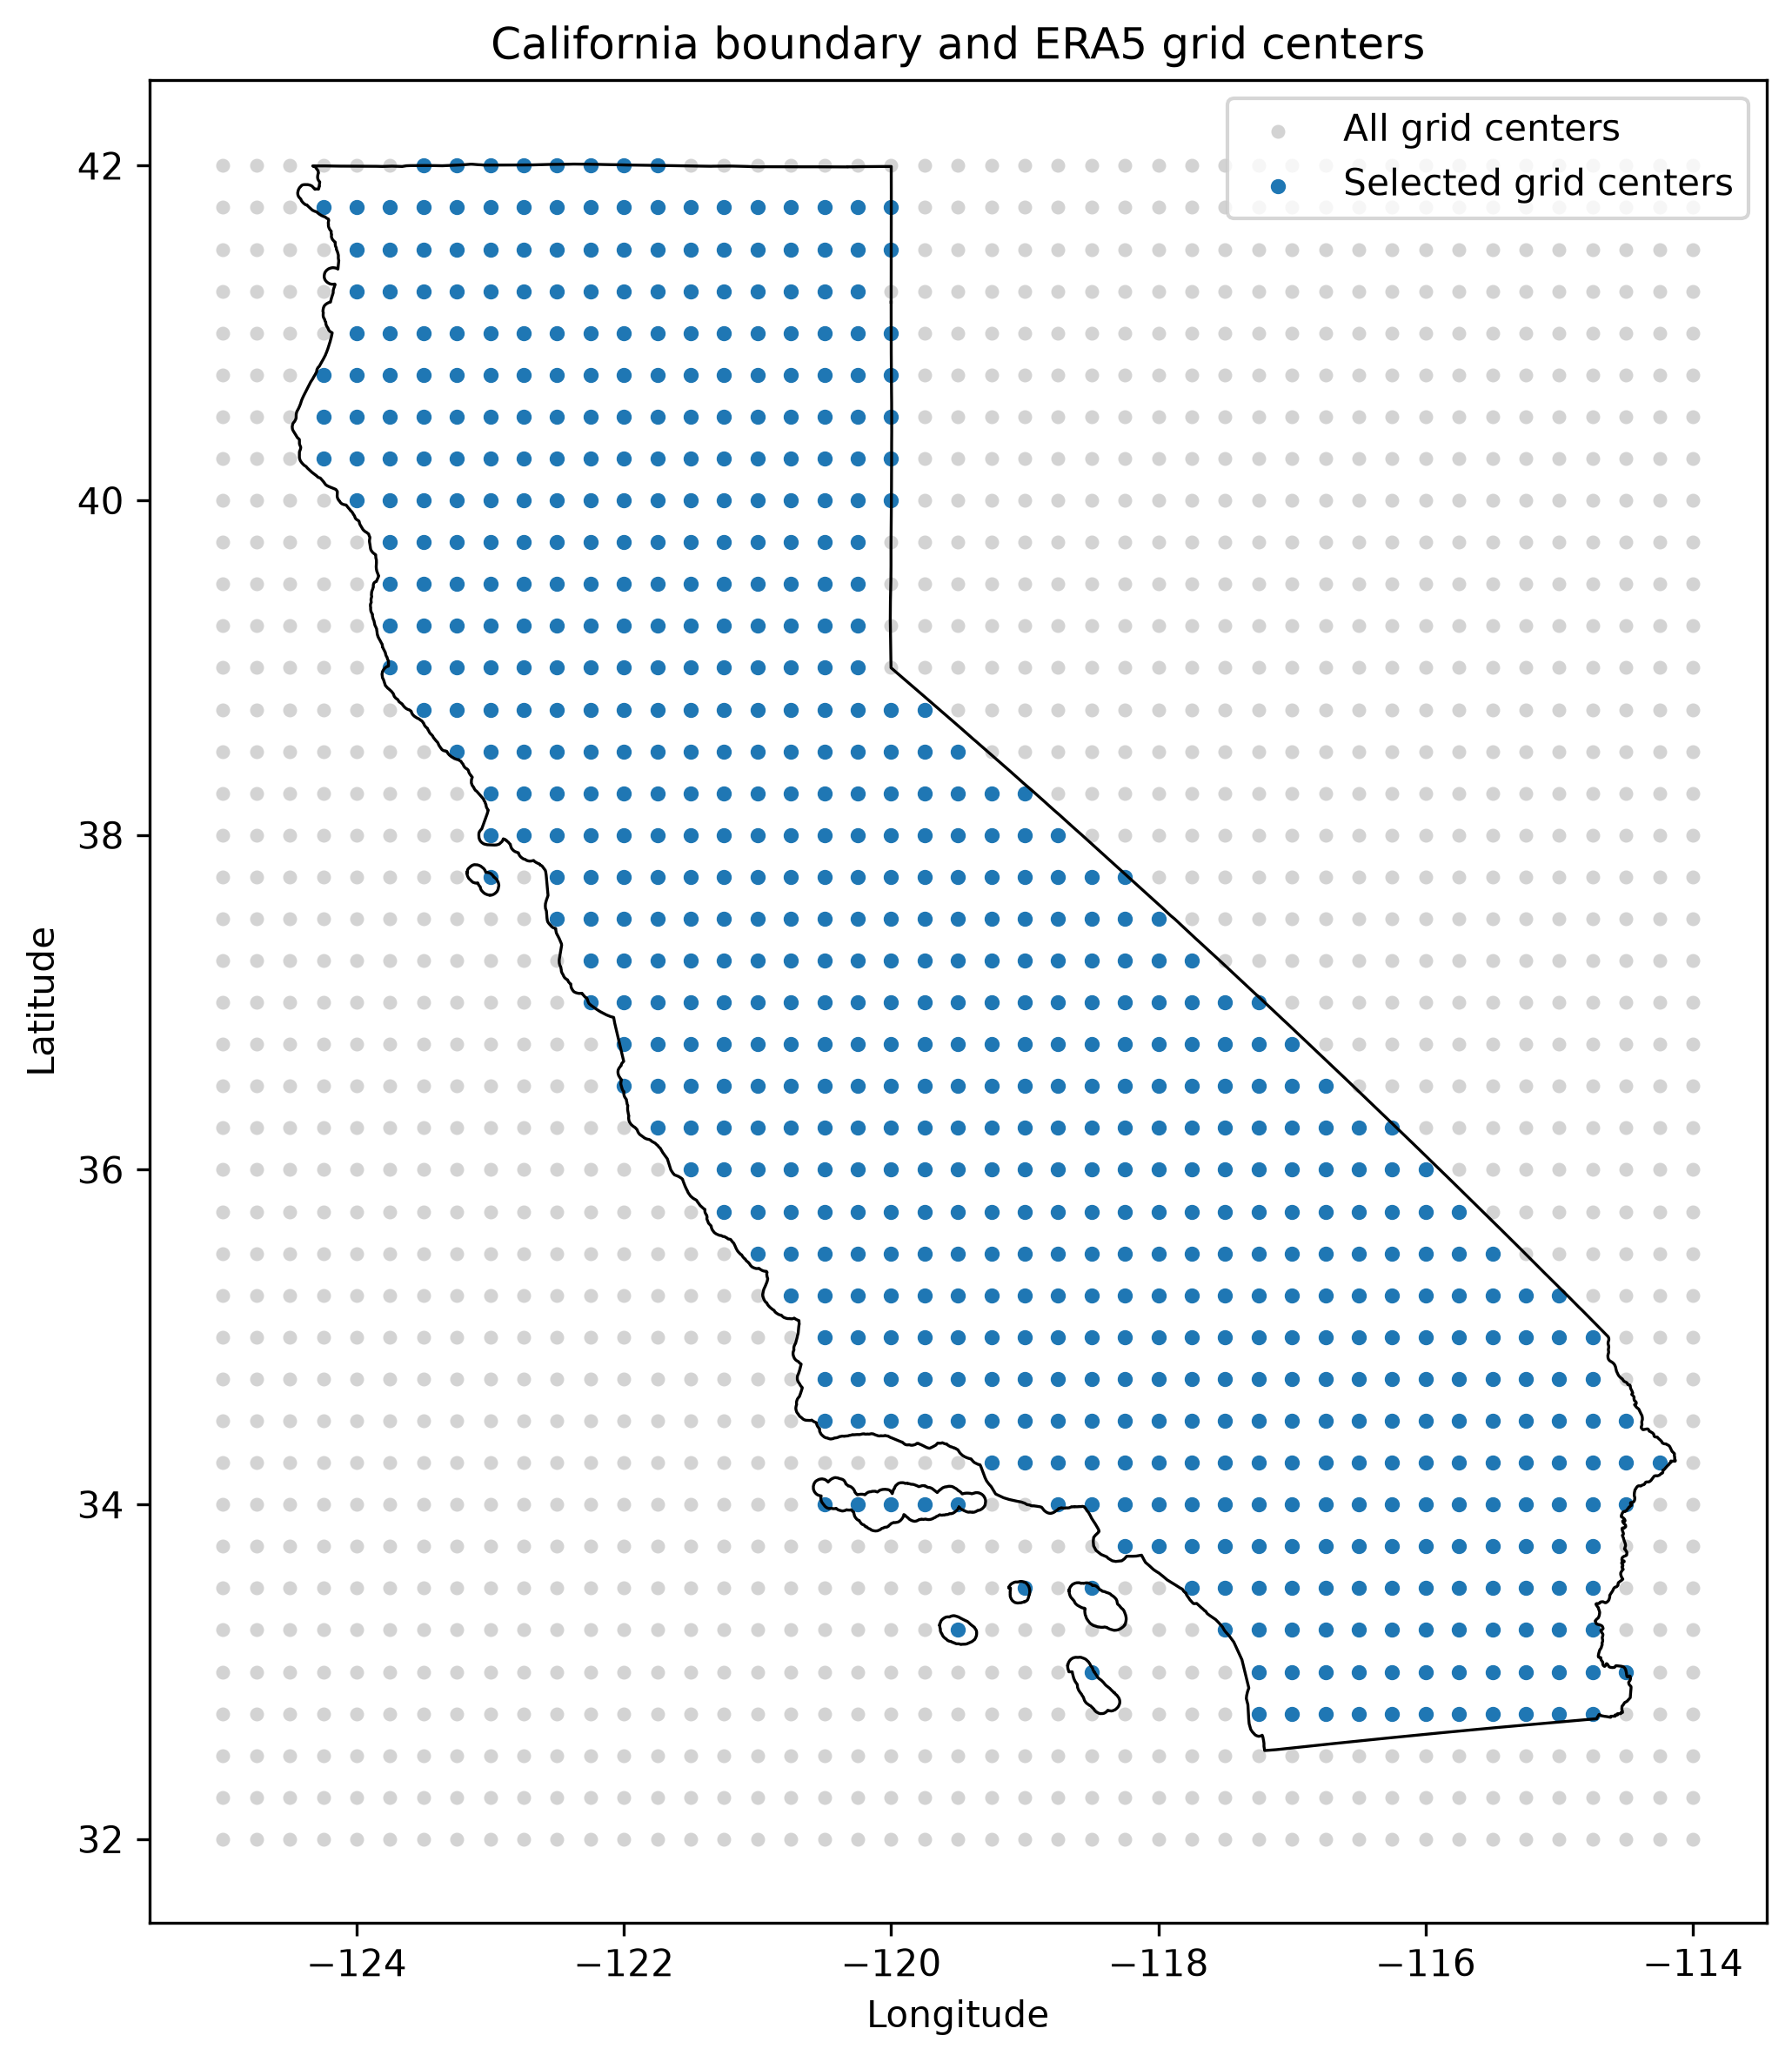 California boundary and ERA5 grid centers
All grid centers
Selected grid centers
42
40
38
36
34
32
Latitude
−124
−122
−120
−118
−116
−114
Longitude